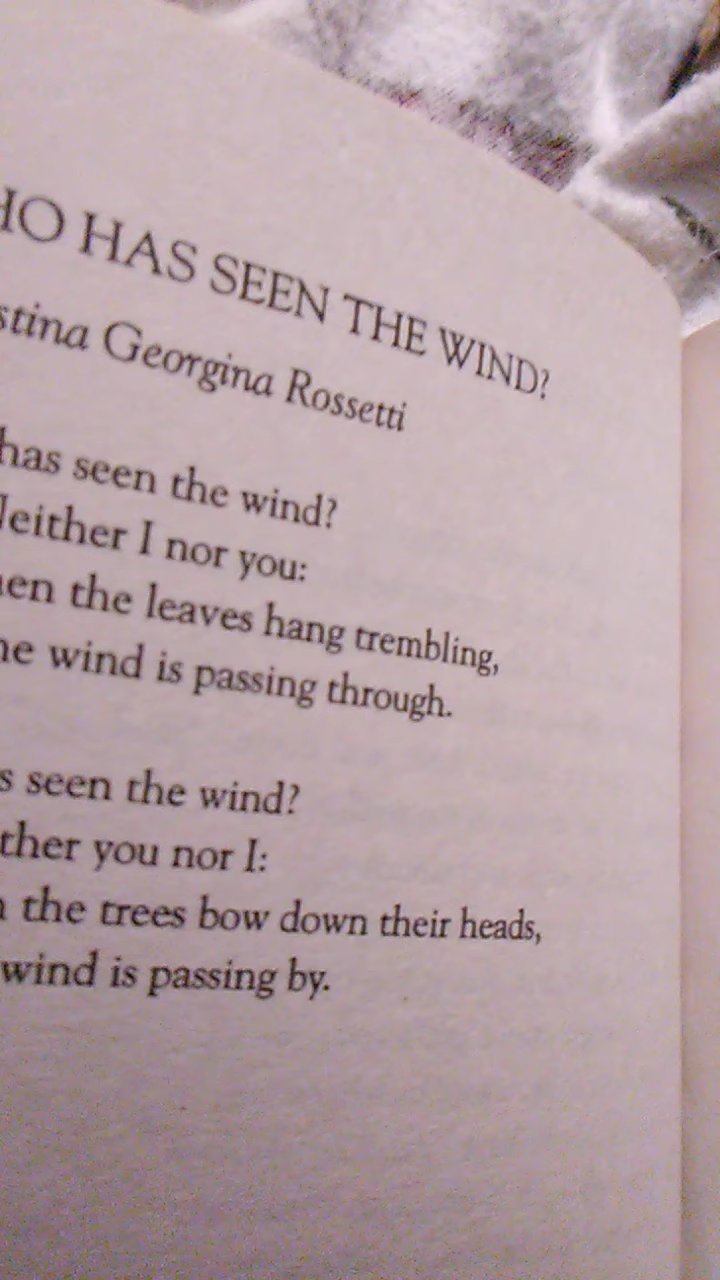 HO HAS SEEN THE WIND?
stina Georgina Rossetti
has seen the wind?
Neither I nor you:
en the leaves hang trembling,
he wind is passing through.
s seen the wind?
ther you nor I:
n the trees bow down their heads,
wind is passing by.